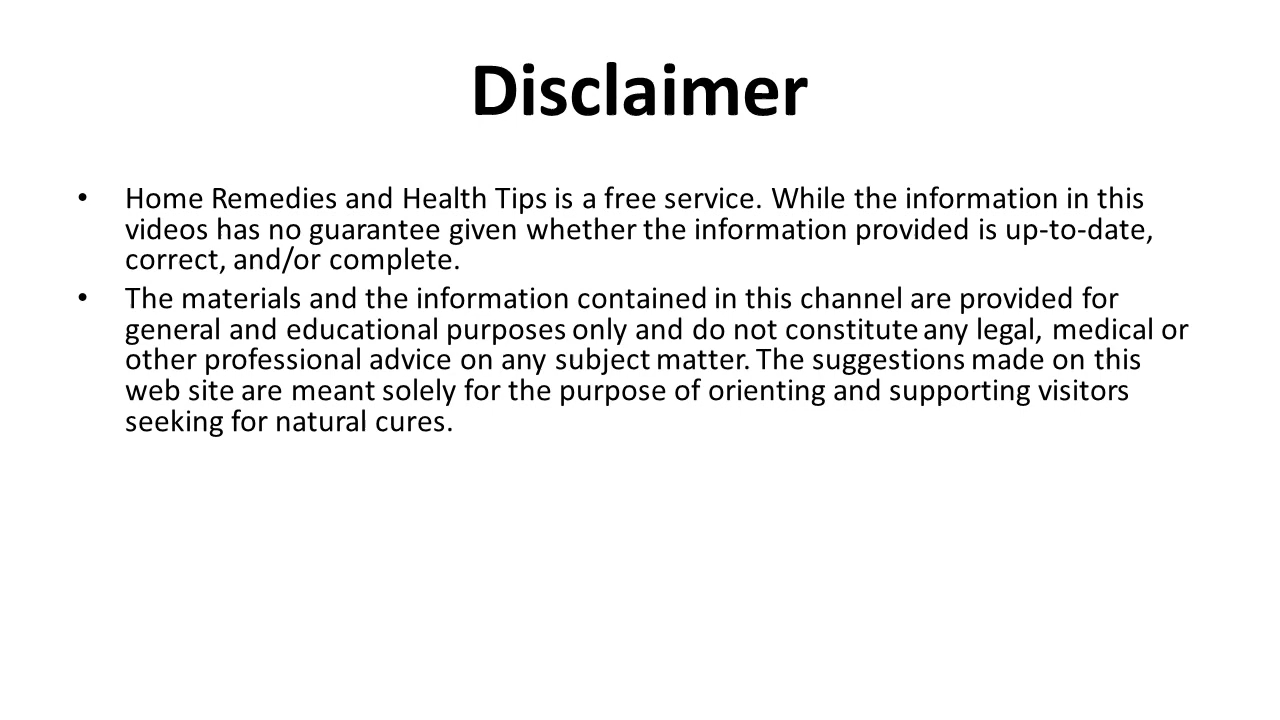 Disclaimer
• Home Remedies and Health Tips is a free service. While the information in this
videos has no guarantee given whether the information provided is up-to-date,
correct, and/or complete.
• The materials and the information contained in this channel are provided for
general and educational purposes only and do not constitute any legal, medical or
other professional advice on any subject matter. The suggestions made on this
web site are meant solely for the purpose of orienting and supporting visitors
seeking for natural cures.